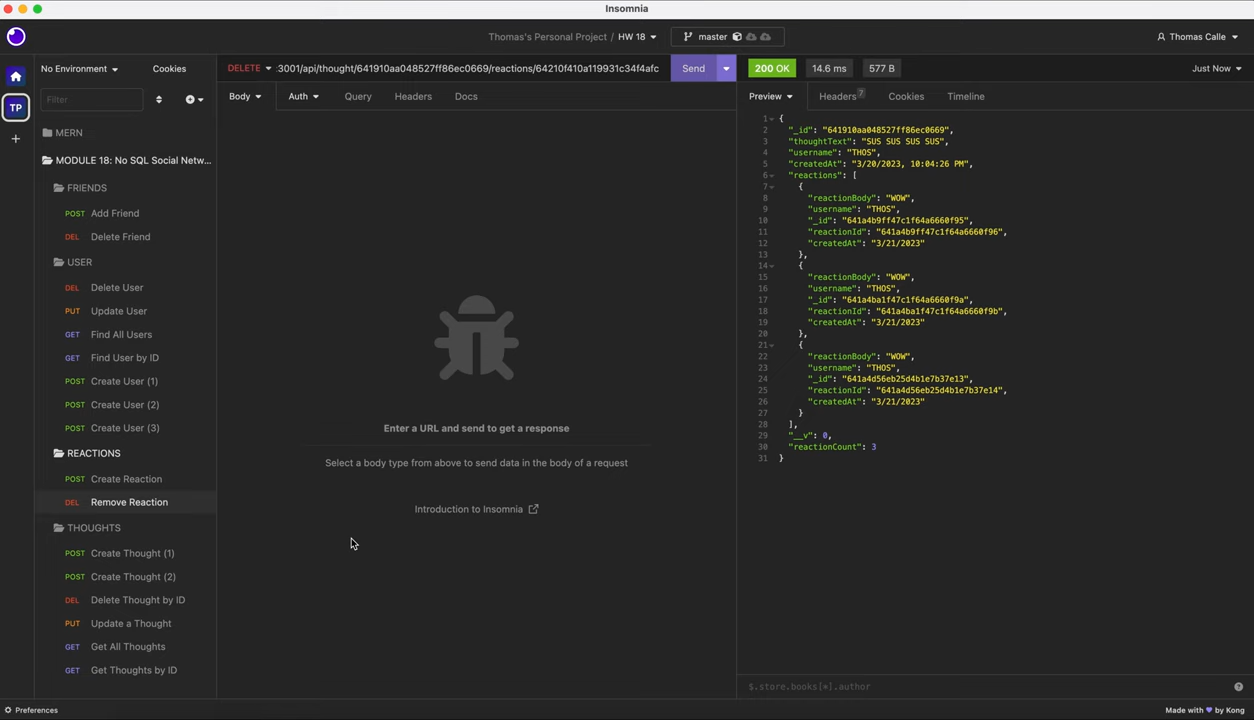 Insomnia
Thomas's Personal Project / HW 18
master
Thomas Calle
No Environment
Cookies
DELETE
:3001/api/thought/641910aa048527ff86ec0669/reactions/64210f410a119931c34f4afc
Send
200 OK
14.6 ms
577 B
Just Now
TP
Filter
Body
Auth
Query
Headers
Docs
Preview
Headers 7
Cookies
Timeline
MERN
MODULE 18: No SQL Social Netw...
FRIENDS
POST Add Friend
DEL Delete Friend
USER
DEL Delete User
PUT Update User
GET Find All Users
GET Find User by ID
POST Create User (1)
POST Create User (2)
POST Create User (3)
REACTIONS
POST Create Reaction
DEL Remove Reaction
THOUGHTS
POST Create Thought (1)
POST Create Thought (2)
DEL Delete Thought by ID
PUT Update a Thought
GET Get All Thoughts
GET Get Thoughts by ID
Enter a URL and send to get a response
Select a body type from above to send data in the body of a request
Introduction to Insomnia
1 {
2 "_id": "641910aa048527ff86ec0669",
3 "thoughtText": "SUS SUS SUS SUS",
4 "username": "THOS",
5 "createdAt": "3/20/2023, 10:04:26 PM",
6 "reactions": [
7 {
8 "reactionBody": "WOW",
9 "username": "THOS",
10 "_id": "641a4b9ff47c1f64a6660f95",
11 "reactionId": "641a4b9ff47c1f64a6660f96",
12 "createdAt": "3/21/2023"
13 },
14 {
15 "reactionBody": "WOW",
16 "username": "THOS",
17 "_id": "641a4ba1f47c1f64a6660f9a",
18 "reactionId": "641a4ba1f47c1f64a6660f9b",
19 "createdAt": "3/21/2023"
20 },
21 {
22 "reactionBody": "WOW",
23 "username": "THOS",
24 "_id": "641a4d56eb25d4b1e7b37e13",
25 "reactionId": "641a4d56eb25d4b1e7b37e14",
26 "createdAt": "3/21/2023"
27 }
28 ],
29 "__v": 0,
30 "reactionCount": 3
31 }
$.store.books[*].author
Preferences
Made with ♥ by Kong